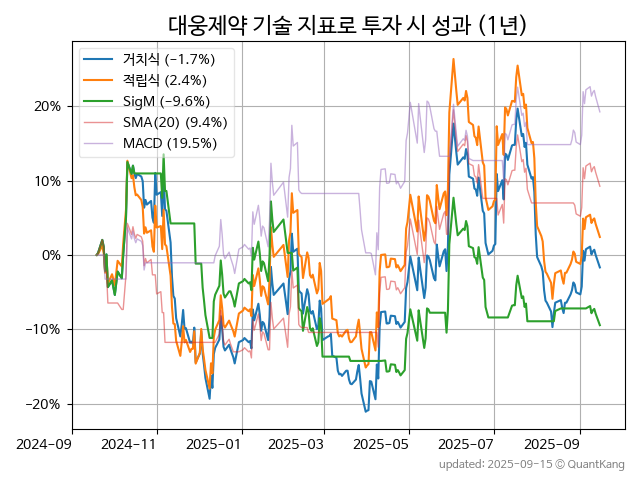 대웅제약 기술 지표로 투자 시 성과 (1년)
거치식 (−1.7%)
적립식 (2.4%)
SigM (−9.6%)
SMA(20) (9.4%)
MACD (19.5%)
20%
10%
0%
−10%
−20%
2024-09
2024-11
2025-01
2025-03
2025-05
2025-07
2025-09
updated: 2025-09-15 ⓒ QuantKang